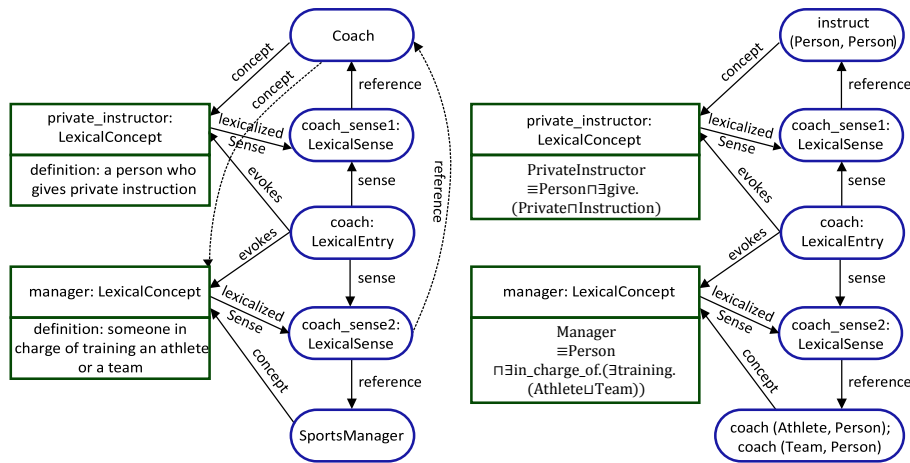 Coach
concept
concept
reference
private_instructor:
LexicalConcept
lexicalized
Sense
coach_sense1:
LexicalSense
definition: a person who
gives private instruction
evokes
sense
reference
coach:
LexicalEntry
evokes
sense
manager: LexicalConcept
lexicalized
Sense
coach_sense2:
LexicalSense
definition: someone in
charge of training an athlete
or a team
concept
reference
SportsManager
instruct
(Person, Person)
concept
reference
private_instructor:
LexicalConcept
lexicalized
Sense
coach_sense1:
LexicalSense
PrivateInstructor
≡Person⊓∃give.
(Private⊓Instruction)
evokes
sense
coach:
LexicalEntry
evokes
sense
manager: LexicalConcept
lexicalized
Sense
coach_sense2:
LexicalSense
Manager
≡Person
⊓∃in_charge_of.(∃training.
(Athlete⊔Team))
concept
reference
coach (Athlete, Person);
coach (Team, Person)